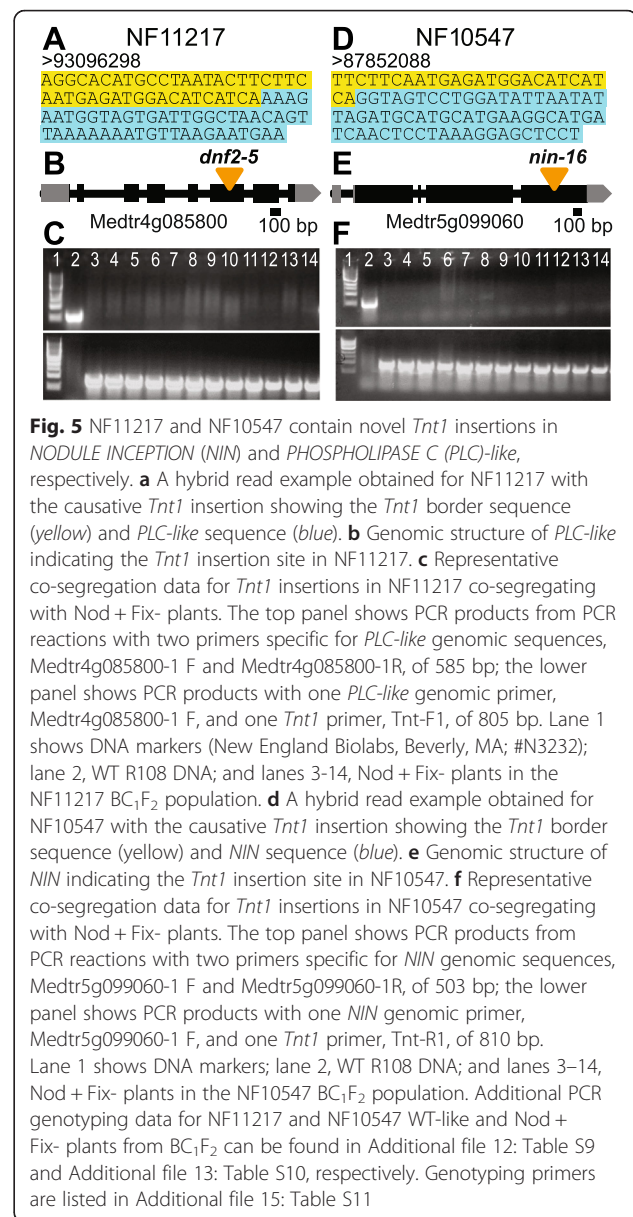 A NF11217
>93096298
AGGCACATGCCTAATACTTCTTC
AATGAGATGGACATCATCAAAAG
AATGGTAGTGATTGGCTAACAGT
TAAAAAAATGTTAAGAATGAA
B dnf2-5
Medtr4g085800 100 bp
C
1 2 3 4 5 6 7 8 9 10 11 12 13 14
D NF10547
>87852088
TTCTTCAATGAGATGGACATCAT
CAGGTAGTCCTGGATATTAATAT
TAGATGCATGCATGAAGGCATGA
TCAACTCCTAAAGGAGCTCCT
E nin-16
Medtr5g099060 100 bp
F
1 2 3 4 5 6 7 8 9 10 11 12 13 14
Fig. 5 NF11217 and NF10547 contain novel Tnt1 insertions in
NODULE INCEPTION (NIN) and PHOSPHOLIPASE C (PLC)-like,
respectively. a A hybrid read example obtained for NF11217 with
the causative Tnt1 insertion showing the Tnt1 border sequence
(yellow) and PLC-like sequence (blue). b Genomic structure of PLC-like
indicating the Tnt1 insertion site in NF11217. c Representative
co-segregation data for Tnt1 insertions in NF11217 co-segregating
with Nod + Fix- plants. The top panel shows PCR products from PCR
reactions with two primers specific for PLC-like genomic sequences,
Medtr4g085800-1 F and Medtr4g085800-1R, of 585 bp; the lower
panel shows PCR products with one PLC-like genomic primer,
Medtr4g085800-1 F, and one Tnt1 primer, Tnt-F1, of 805 bp. Lane 1
shows DNA markers (New England Biolabs, Beverly, MA; #N3232);
lane 2, WT R108 DNA; and lanes 3-14, Nod + Fix- plants in the
NF11217 BC₁F₂ population. d A hybrid read example obtained for
NF10547 with the causative Tnt1 insertion showing the Tnt1 border
sequence (yellow) and NIN sequence (blue). e Genomic structure of
NIN indicating the Tnt1 insertion site in NF10547. f Representative
co-segregation data for Tnt1 insertions in NF10547 co-segregating
with Nod + Fix- plants. The top panel shows PCR products from
PCR reactions with two primers specific for NIN genomic sequences,
Medtr5g099060-1 F and Medtr5g099060-1R, of 503 bp; the lower
panel shows PCR products with one NIN genomic primer,
Medtr5g099060-1 F, and one Tnt1 primer, Tnt-R1, of 810 bp.
Lane 1 shows DNA markers; lane 2, WT R108 DNA; and lanes 3–14,
Nod + Fix- plants in the NF10547 BC₁F₂ population. Additional PCR
genotyping data for NF11217 and NF10547 WT-like and Nod +
Fix- plants from BC₁F₂ can be found in Additional file 12: Table S9
and Additional file 13: Table S10, respectively. Genotyping primers
are listed in Additional file 15: Table S11